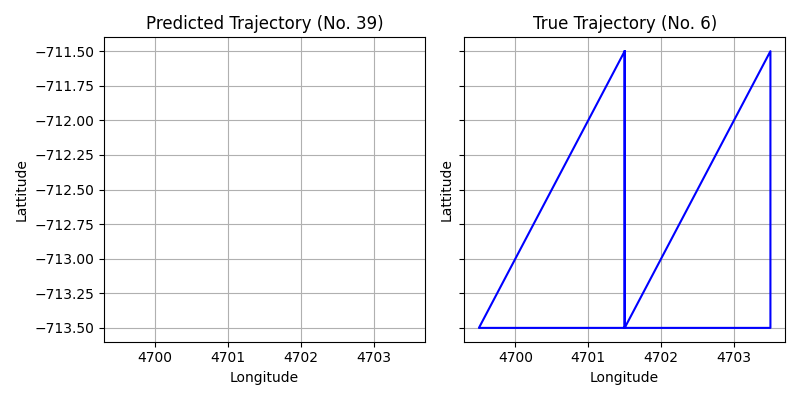 Predicted Trajectory (No. 39)
True Trajectory (No. 6)
Lattitude
−711.50
−711.75
−712.00
−712.25
−712.50
−712.75
−713.00
−713.25
−713.50
4700 4701 4702 4703
Longitude
Lattitude
4700 4701 4702 4703
Longitude